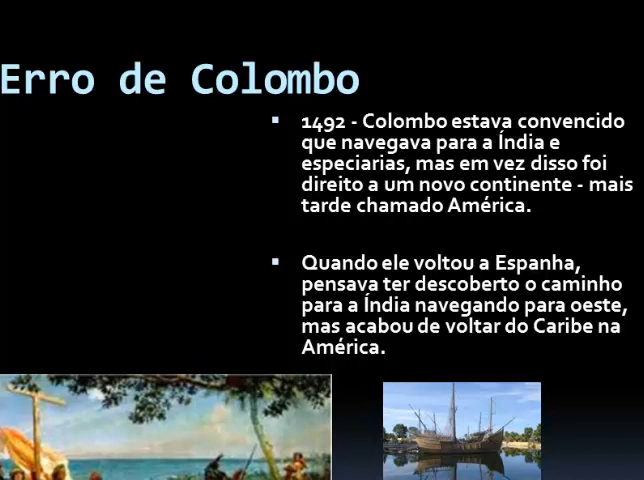 Erro de Colombo
1492 - Colombo estava convencido
que navegava para a Índia e
especiarias, mas em vez disso foi
direito a um novo continente - mais
tarde chamado América.
Quando ele voltou a Espanha,
pensava ter descoberto o caminho
para a Índia navegando para oeste,
mas acabou de voltar do Caribe na
América.